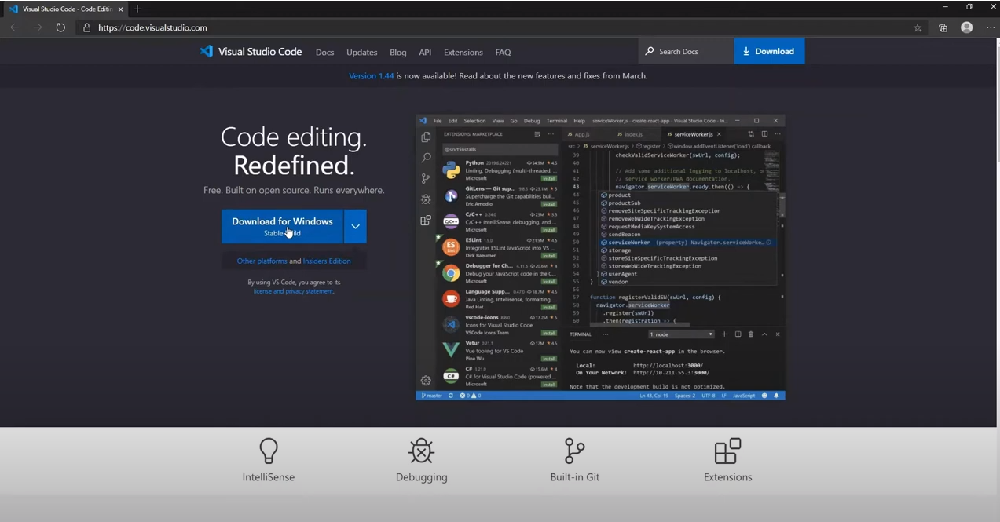 Visual Studio Code - Code Editin
https://code.visualstudio.com
Visual Studio Code Docs Updates Blog API Extensions FAQ Search Docs Download
Version 1.44 is now available! Read about the new features and fixes from March.
Code editing.
Redefined.
Free. Built on open source. Runs everywhere.
Download for Windows
Stable
Other platforms and Insiders Edition
By using VS Code, you agree to its
license and privacy statement.
File Edit Selection View Go Debug Terminal Help serviceWorker.js - create-react-app - Visual Studio Code - In...
EXTENSIONS: MARKETPLACE
@sort:installs
Python 2019.6.24221 54.9M 4.5
Linting, Debugging (multi-threaded, ...
Microsoft Install
GitLens — Git sup... 9.8.5 23.1M 5
Supercharge the Git capabilities buil...
Eric Amodio Install
C/C++ 0.24.0 23M 3.5
C/C++ IntelliSense, debugging, and ...
Microsoft Install
ESLint 1.9.0 21.9M 4.5
Integrates ESLint JavaScript into VS ...
Dirk Baeumer Install
Debugger for Ch... 4.11.6 20.6M 4
Debug your JavaScript code in the C...
Microsoft Install
Language Supp... 0.47.0 18.7M 4.5
Java Linting, Intellisense, formatting, ...
Red Hat Install
vscode-icons 8.8.0 17.2M 5
Icons for Visual Studio Code
VSCode Icons Team Install
Vetur 0.21.1 17M 4.5
Vue tooling for VS Code
Pine Wu Install
C# 1.21.0 15.6M 4
C# for Visual Studio Code (powered ...
Microsoft Install
App.js index.js serviceWorker.js
src > JS serviceWorker.js > register > window.addEventListener('load') callback
39 checkValidServiceWorker(swUrl, config);
40
41 // Add some additional logging to localhost, p
42 // service worker/PWA documentation.
43 navigator.serviceWorker.ready.then(() => {
44 product
45 productSub
46 removeSiteSpecificTrackingException
47 removeWebWideTrackingException
48 requestMediaKeySystemAccess
49 sendBeacon
50 serviceWorker (property) Navigator.serviceWorke...
51 storage
52 storeSiteSpecificTrackingException
53 storeWebWideTrackingException
54 } userAgent
55 } vendor
56
57 function registerValidSW(swUrl, config) {
58 navigator.serviceWorker
59 .register(swUrl)
60 .then(registration => {
TERMINAL ... 1: node
You can now view create-react-app in the browser.
Local: http://localhost:3000/
On Your Network: http://10.211.55.3:3000/
Note that the development build is not optimized.
master 0 0 Ln 43, Col 19 Spaces: 2 UTF-8 LF JavaScript
IntelliSense Debugging Built-in Git Extensions